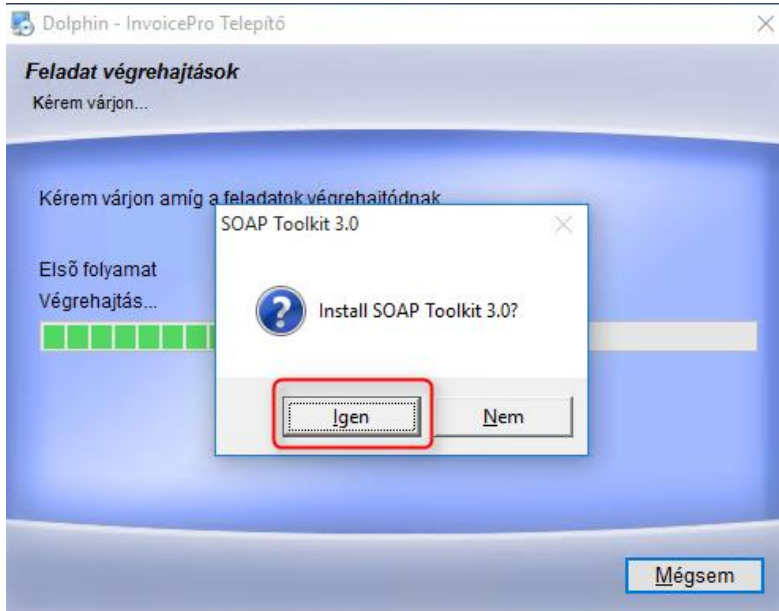 Dolphin - InvoicePro Telepítő
Feladat végrehajtások
Kérem várjon...
Kérem várjon amíg a feladatok végrehajtódnak
SOAP Toolkit 3.0
Első folyamat
Végrehajtás...
Install SOAP Toolkit 3.0?
Igen
Nem
Mégsem